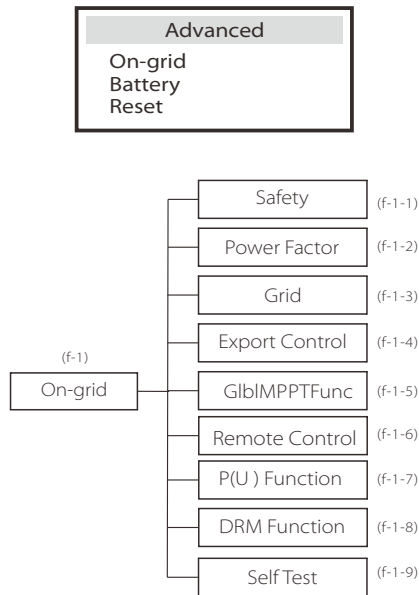 Advanced
On-grid
Battery
Reset
Safety (f-1-1)
Power Factor (f-1-2)
Grid (f-1-3)
Export Control (f-1-4)
(f-1)
On-grid
GlblMPPTFunc (f-1-5)
Remote Control (f-1-6)
P(U ) Function (f-1-7)
DRM Function (f-1-8)
Self Test (f-1-9)